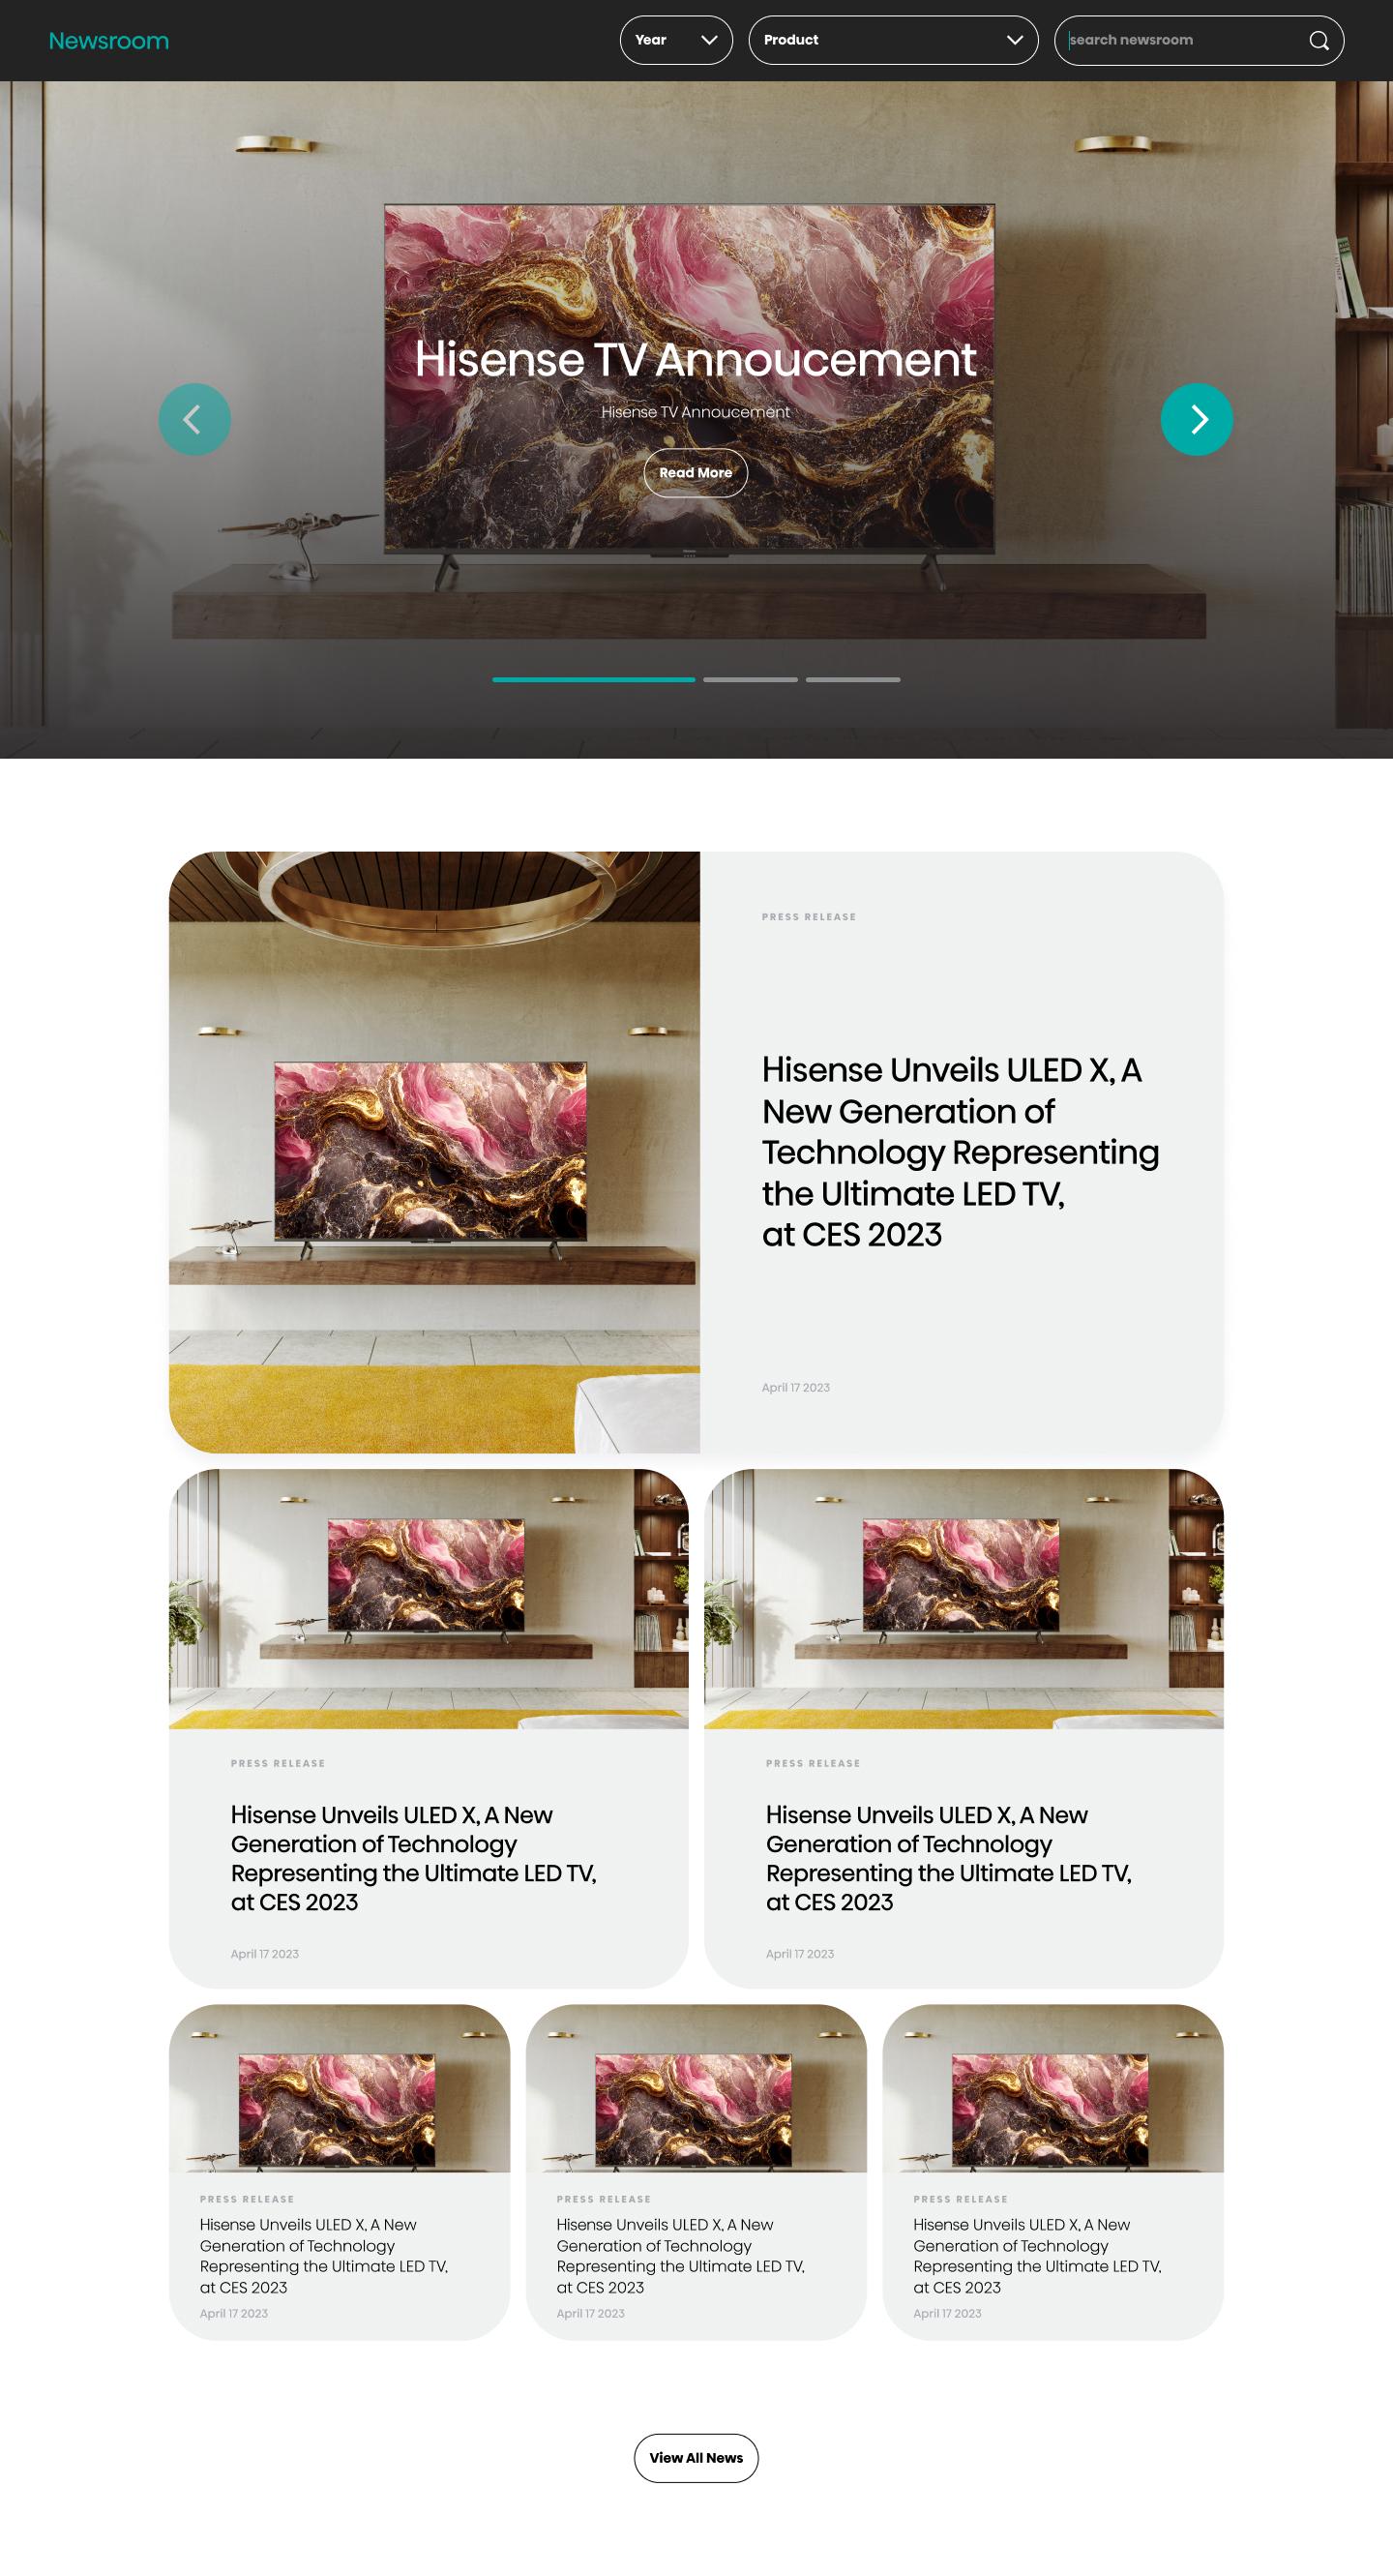 Newsroom
Year
Product
search newsroom
Hisense TV Annoucement
Hisense TV Annoucement
Read More
PRESS RELEASE
Hisense Unveils ULED X, A
New Generation of
Technology Representing
the Ultimate LED TV,
at CES 2023
April 17 2023
PRESS RELEASE
Hisense Unveils ULED X, A New
Generation of Technology
Representing the Ultimate LED TV,
at CES 2023
April 17 2023
PRESS RELEASE
Hisense Unveils ULED X, A New
Generation of Technology
Representing the Ultimate LED TV,
at CES 2023
April 17 2023
PRESS RELEASE
Hisense Unveils ULED X, A New
Generation of Technology
Representing the Ultimate LED TV,
at CES 2023
April 17 2023
PRESS RELEASE
Hisense Unveils ULED X, A New
Generation of Technology
Representing the Ultimate LED TV,
at CES 2023
April 17 2023
PRESS RELEASE
Hisense Unveils ULED X, A New
Generation of Technology
Representing the Ultimate LED TV,
at CES 2023
April 17 2023
View All News